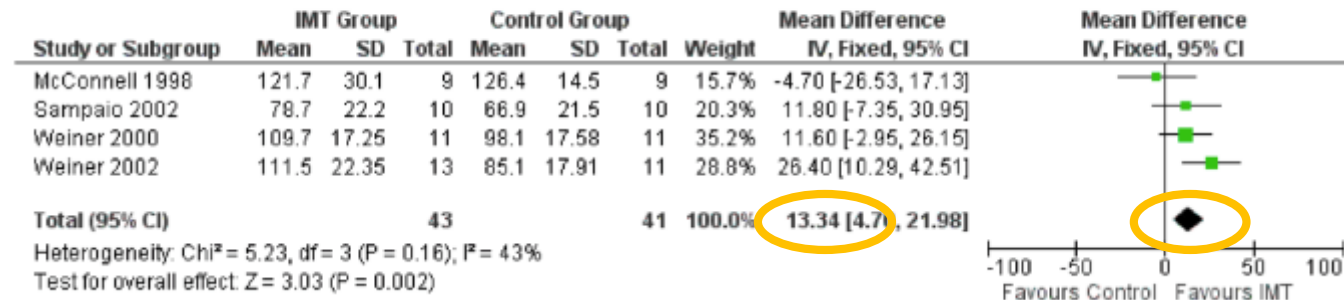 IMT Group Control Group Mean Difference Mean Difference
Study or Subgroup Mean SD Total Mean SD Total Weight IV, Fixed, 95% CI IV, Fixed, 95% CI
McConnell 1998 121.7 30.1 9 126.4 14.5 9 15.7% -4.70 [-26.53, 17.13]
Sampaio 2002 78.7 22.2 10 66.9 21.5 10 20.3% 11.80 [-7.35, 30.95]
Weiner 2000 109.7 17.25 11 98.1 17.58 11 35.2% 11.60 [-2.95, 26.15]
Weiner 2002 111.5 22.35 13 85.1 17.91 11 28.8% 26.40 [10.29, 42.51]
Total (95% CI) 43 41 100.0% 13.34 [4.70, 21.98]
Heterogeneity: Chi² = 5.23, df = 3 (P = 0.16); I² = 43%
Test for overall effect: Z = 3.03 (P = 0.002)
-100 -50 0 50 100
Favours Control Favours IMT